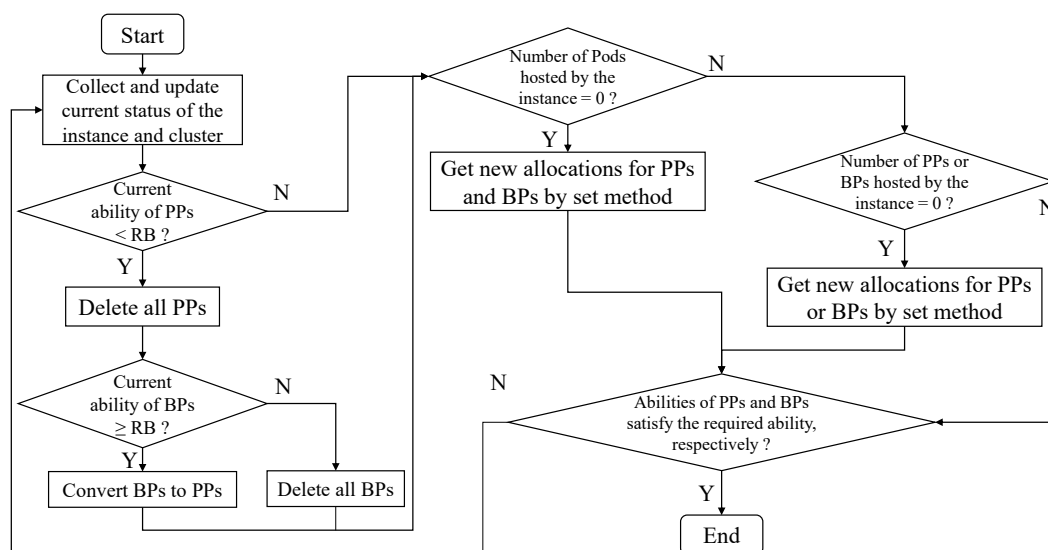 Start
Collect and update
current status of the
instance and cluster
Current
ability of PPs
< RB ?
N
Y
Delete all PPs
Current
ability of BPs
≥ RB ?
N
Y
Convert BPs to PPs
Delete all BPs
Number of Pods
hosted by the
instance = 0 ?
N
Y
Get new allocations for PPs
and BPs by set method
Number of PPs or
BPs hosted by the
instance = 0 ?
N
Y
Get new allocations for PPs
or BPs by set method
Abilities of PPs and BPs
satisfy the required ability,
respectively ?
N
Y
End